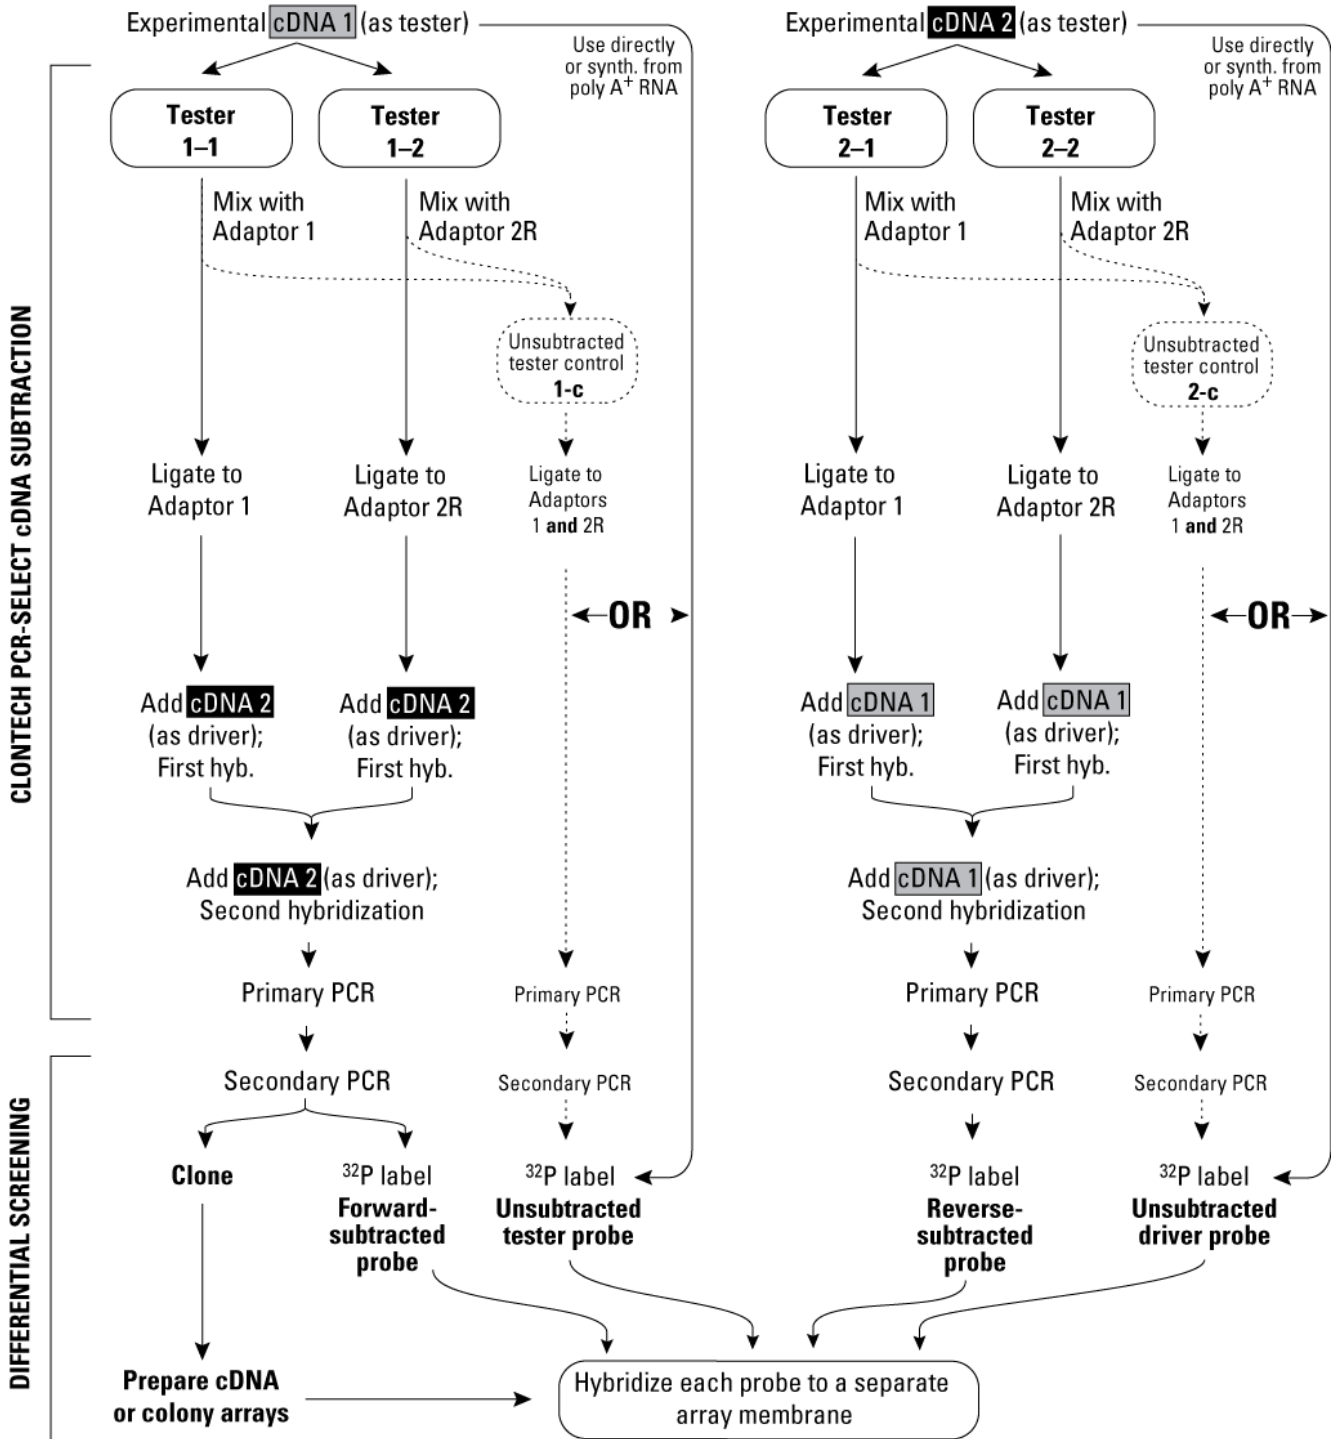 Experimental cDNA 1 (as tester)
Use directly
or synth. from
poly A+ RNA
Tester
1–1
Tester
1–2
Mix with
Adaptor 1
Mix with
Adaptor 2R
Unsubtracted
tester control
1-c
Ligate to
Adaptor 1
Ligate to
Adaptor 2R
Ligate to
Adaptors
1 and 2R
OR
Add cDNA 2
(as driver);
First hyb.
Add cDNA 2
(as driver);
First hyb.
Add cDNA 2 (as driver);
Second hybridization
Primary PCR
Primary PCR
Secondary PCR
Secondary PCR
Clone
32P label
Forward-
subtracted
probe
32P label
Unsubtracted
tester probe
Experimental cDNA 2 (as tester)
Use directly
or synth. from
poly A+ RNA
Tester
2–1
Tester
2–2
Mix with
Adaptor 1
Mix with
Adaptor 2R
Unsubtracted
tester control
2-c
Ligate to
Adaptor 1
Ligate to
Adaptor 2R
Ligate to
Adaptors
1 and 2R
OR
Add cDNA 1
(as driver);
First hyb.
Add cDNA 1
(as driver);
First hyb.
Add cDNA 1 (as driver);
Second hybridization
Primary PCR
Primary PCR
Secondary PCR
Secondary PCR
32P label
Reverse-
subtracted
probe
32P label
Unsubtracted
driver probe
Prepare cDNA
or colony arrays
Hybridize each probe to a separate
array membrane
CLONTECH PCR-SELECT cDNA SUBTRACTION
DIFFERENTIAL SCREENING